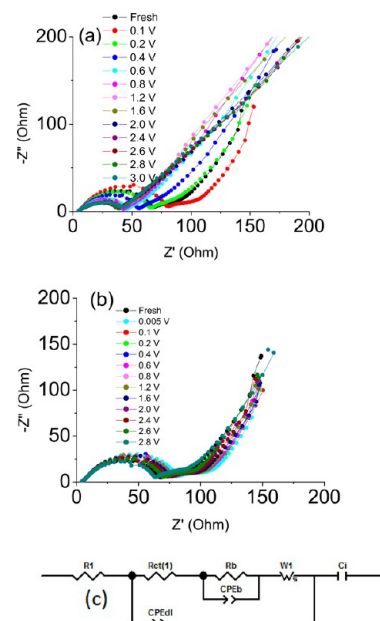 (a)
Fresh
0.1 V
0.2 V
0.4 V
0.6 V
0.8 V
1.2 V
1.6 V
2.0 V
2.4 V
2.6 V
2.8 V
3.0 V
200
150
100
50
0
-Z" (Ohm)
0 50 100 150 200
Z' (Ohm)
(b)
Fresh
0.005 V
0.1 V
0.2 V
0.4 V
0.6 V
0.8 V
1.2 V
1.6 V
2.0 V
2.4 V
2.6 V
2.8 V
200
150
100
50
0
-Z" (Ohm)
0 50 100 150 200
Z' (Ohm)
R1 Rct(1) Rb W1 Ci
CPEb
(c)
CPEdl